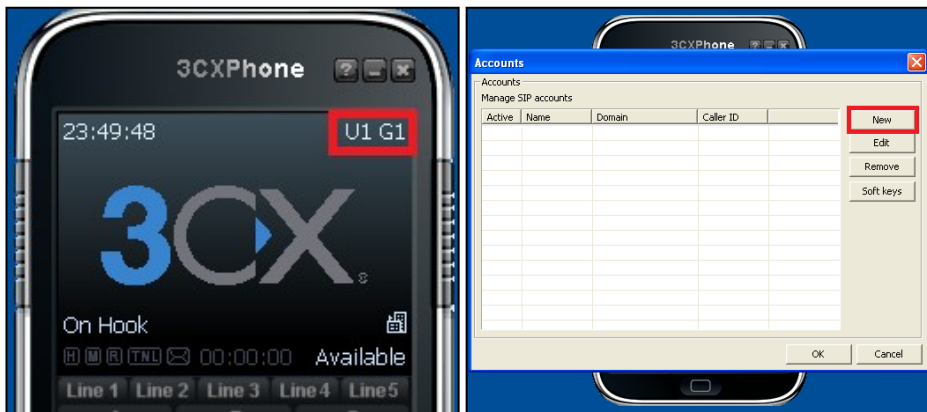 3CXPhone
23:49:48 U1 G1
3CX
On Hook
H M R TNL 00:00:00 Available
Line 1 Line 2 Line 3 Line 4 Line5
3CXPhone
Accounts
Accounts
Manage SIP accounts
Active Name Domain Caller ID
New
Edit
Remove
Soft keys
OK Cancel